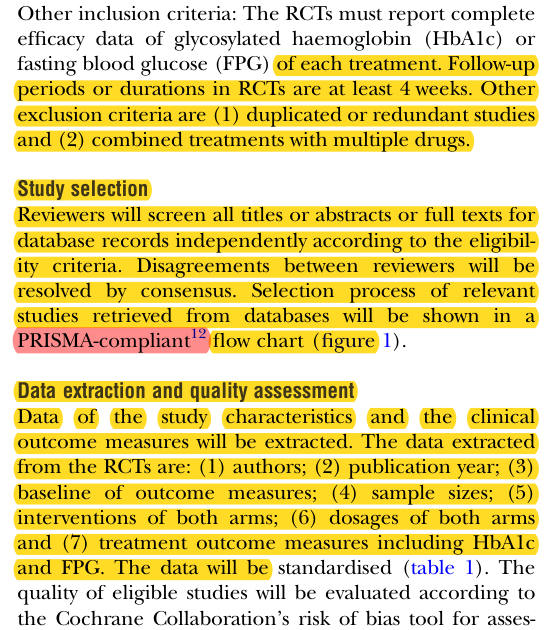 Other inclusion criteria: The RCTs must report complete
efficacy data of glycosylated haemoglobin (HbA1c) or
fasting blood glucose (FPG) of each treatment. Follow-up
periods or durations in RCTs are at least 4 weeks. Other
exclusion criteria are (1) duplicated or redundant studies
and (2) combined treatments with multiple drugs.
Study selection
Reviewers will screen all titles or abstracts or full texts for
database records independently according to the eligibil-
ity criteria. Disagreements between reviewers will be
resolved by consensus. Selection process of relevant
studies retrieved from databases will be shown in a
PRISMA-compliant12 flow chart (figure 1).
Data extraction and quality assessment
Data of the study characteristics and the clinical
outcome measures will be extracted. The data extracted
from the RCTs are: (1) authors; (2) publication year; (3)
baseline of outcome measures; (4) sample sizes; (5)
interventions of both arms; (6) dosages of both arms
and (7) treatment outcome measures including HbA1c
and FPG. The data will be standardised (table 1). The
quality of eligible studies will be evaluated according to
the Cochrane Collaboration's risk of bias tool for asses-